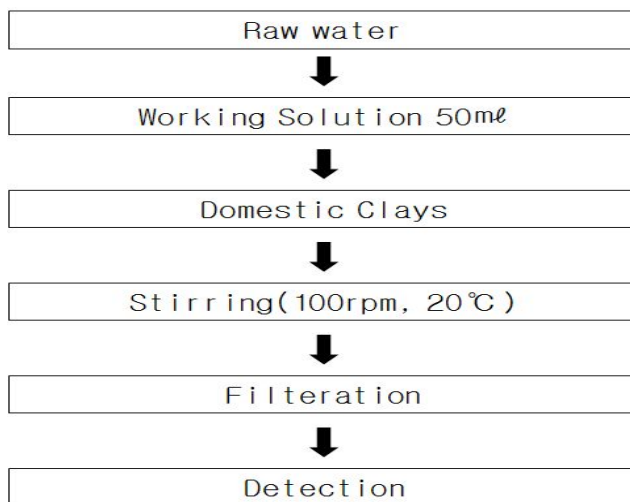 Raw water
Working Solution 50㎖
Domestic Clays
Stirring(100rpm, 20℃)
Filteration
Detection